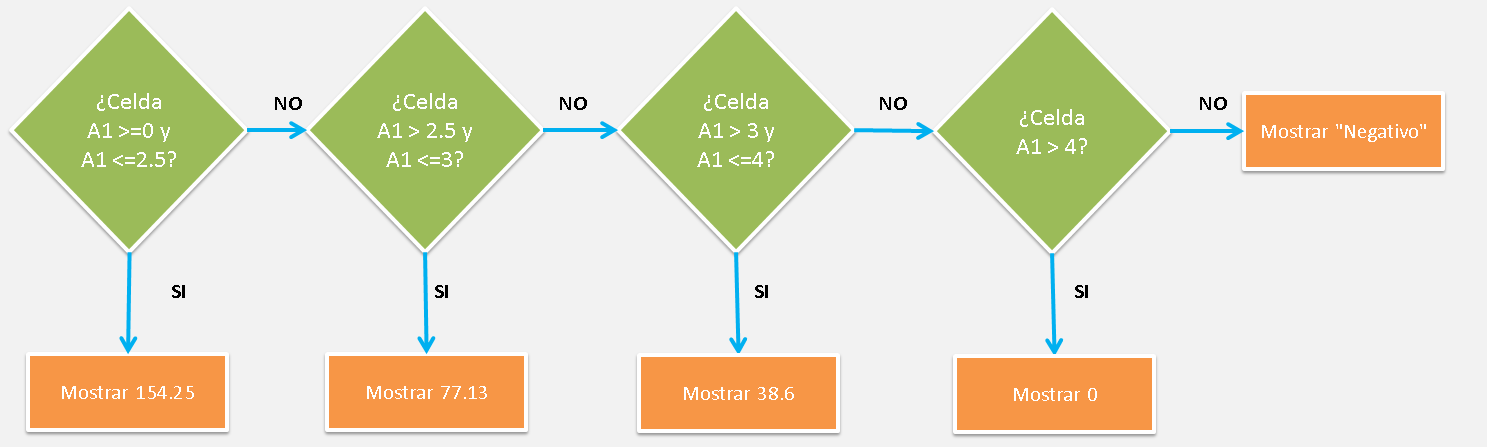 ¿Celda
A1 >=0 y
A1 <=2.5?
NO
¿Celda
A1 > 2.5 y
A1 <=3?
NO
¿Celda
A1 > 3 y
A1 <=4?
NO
¿Celda
A1 > 4?
NO
Mostrar "Negativo"
SI
SI
SI
SI
Mostrar 154.25
Mostrar 77.13
Mostrar 38.6
Mostrar 0